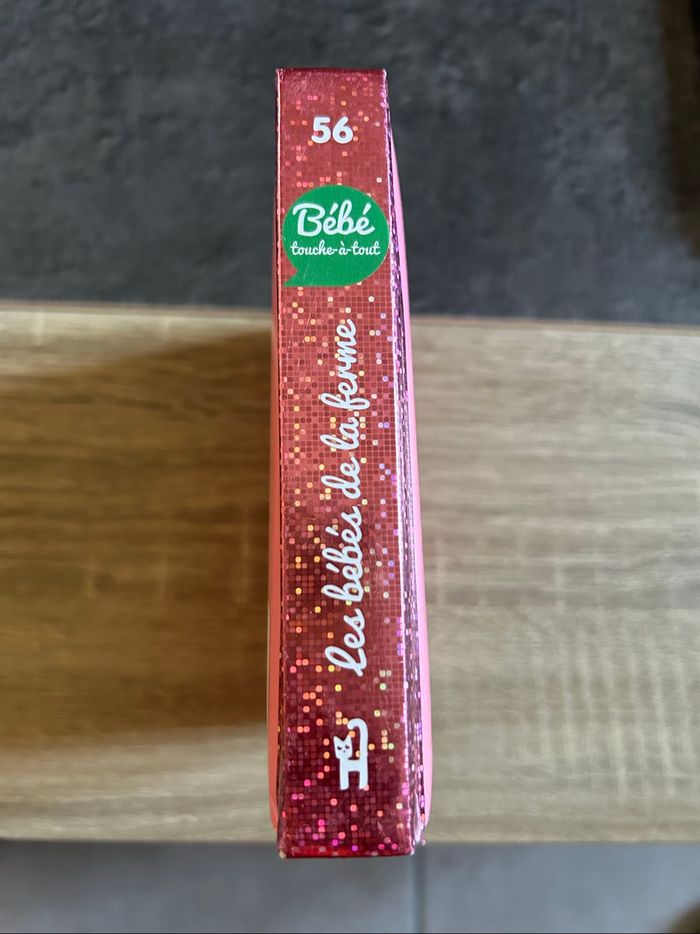 56
Bébé
touche-à-tout
Les bébés de la ferme